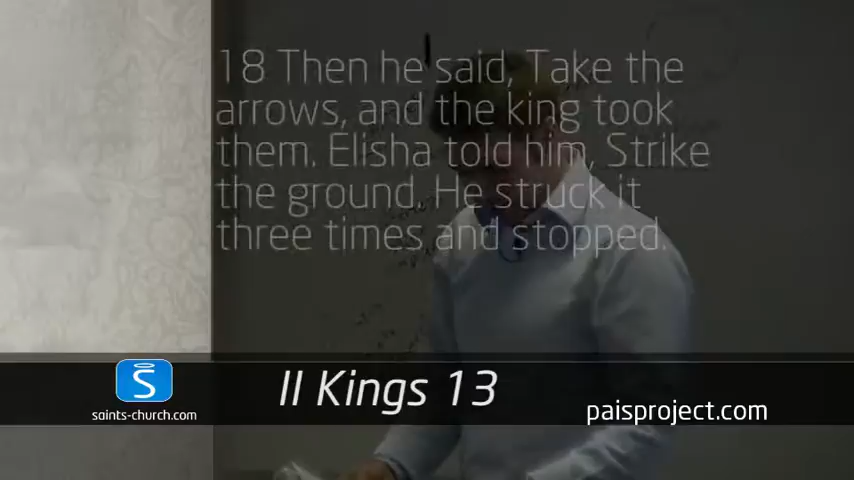 18 Then he said, Take the
arrows, and the king took
them. Elisha told him, Strike
the ground. He struck it
three times and stopped.
S
saints-church.com
II Kings 13
paisproject.com